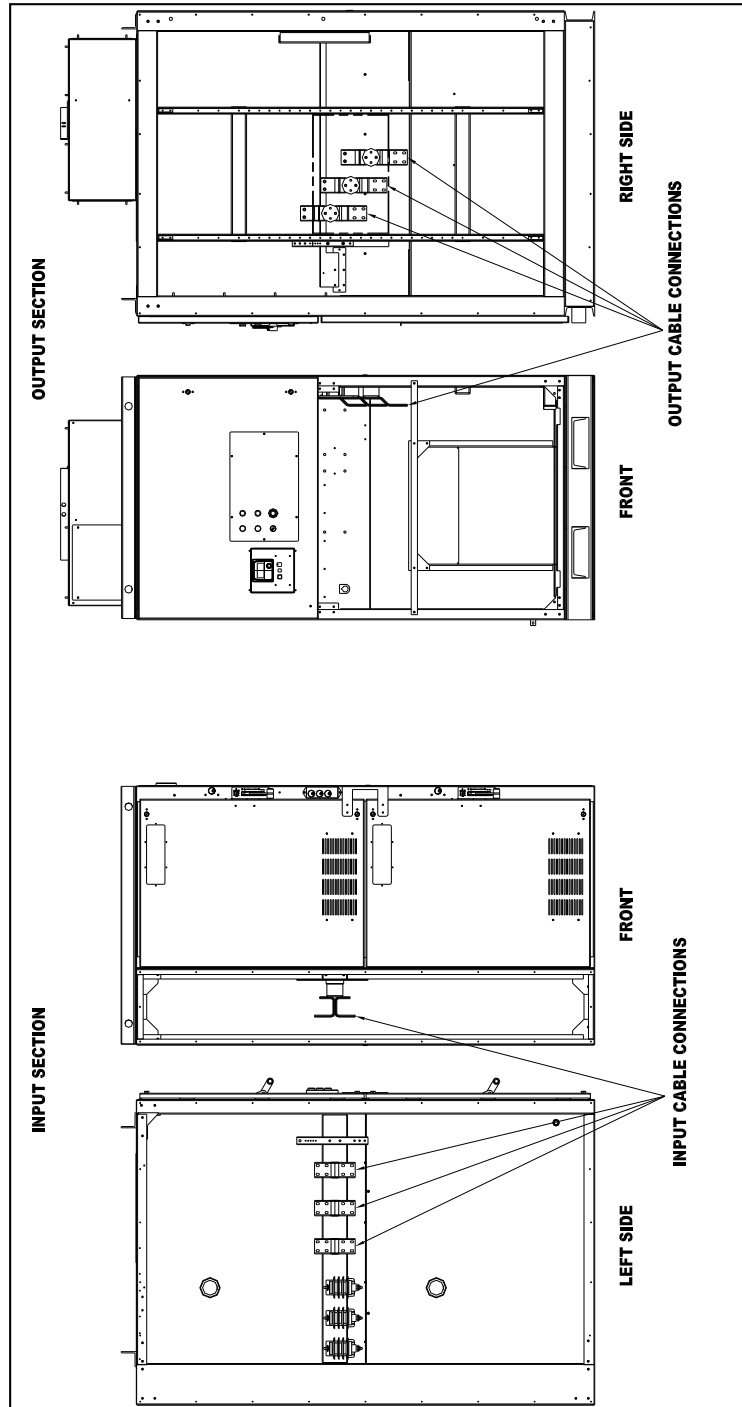 INPUT SECTION
OUTPUT SECTION
LEFT SIDE
FRONT
FRONT
RIGHT SIDE
INPUT CABLE CONNECTIONS
OUTPUT CABLE CONNECTIONS